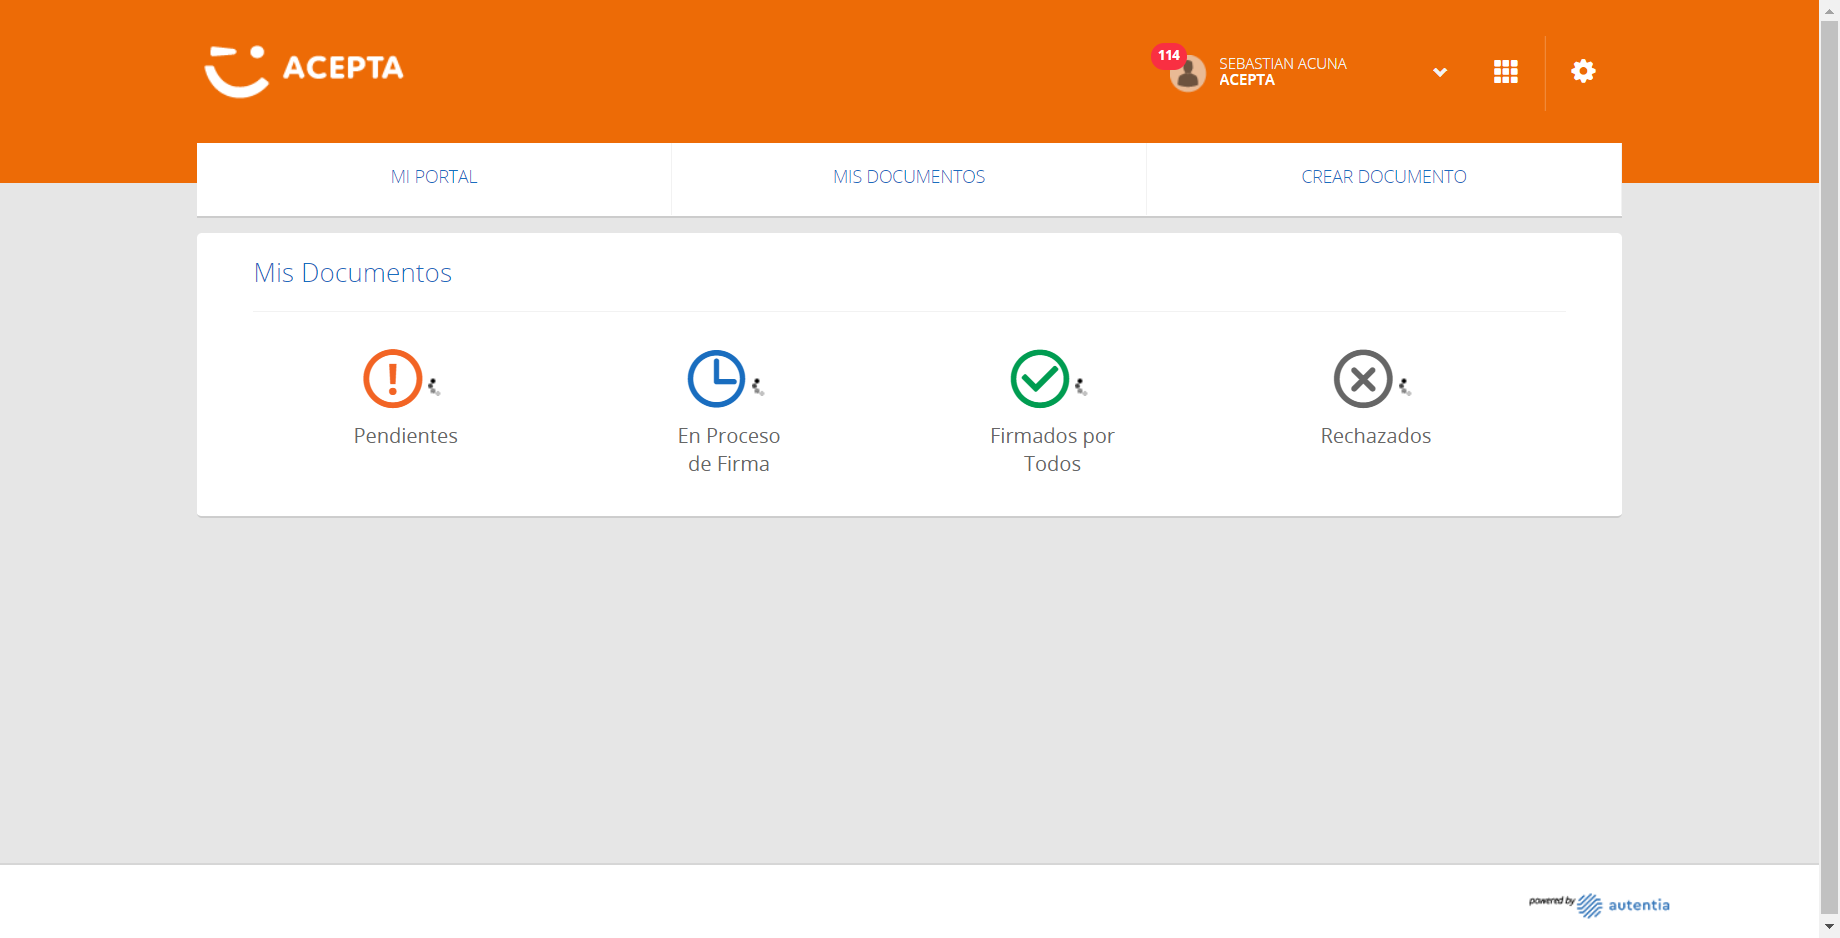 ACEPTA
114
SEBASTIAN ACUNA
ACEPTA
MI PORTAL
MIS DOCUMENTOS
CREAR DOCUMENTO
Mis Documentos
Pendientes
En Proceso
de Firma
Firmados por
Todos
Rechazados
powered by autentia